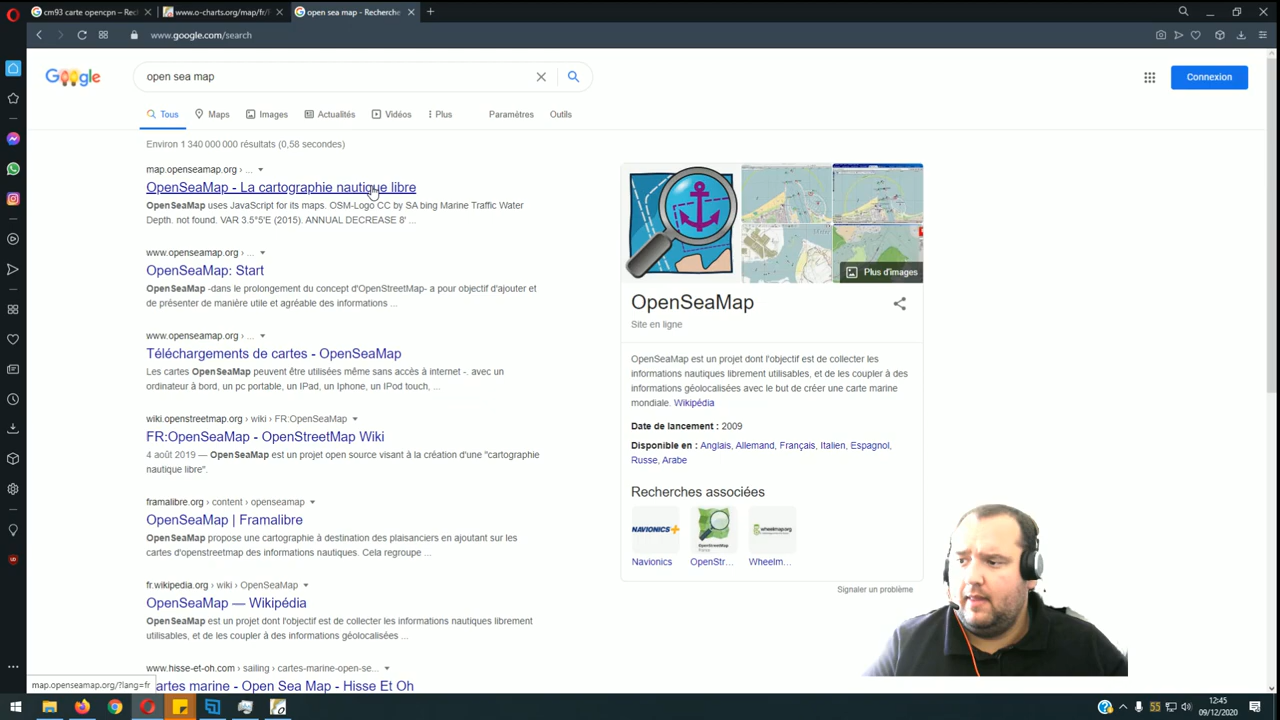 cm93 carte opencpn - Recherc
www.o-charts.org/map/fr/F
open sea map - Recherche
www.google.com/search
Google
open sea map
Connexion
Tous
Maps
Images
Actualités
Vidéos
Plus
Paramètres
Outils
Environ 1 340 000 000 résultats (0,58 secondes)
map.openseamap.org › ...
OpenSeaMap - La cartographie nautique libre
OpenSeaMap uses JavaScript for its maps. OSM-Logo CC by SA bing Marine Traffic Water
Depth. not found. VAR 3.5°5'E (2015). ANNUAL DECREASE 8' ...
www.openseamap.org › ...
OpenSeaMap: Start
OpenSeaMap -dans le prolongement du concept d'OpenStreetMap- a pour objectif d'ajouter et
de présenter de manière utile et agréable des informations ...
www.openseamap.org › ...
Téléchargements de cartes - OpenSeaMap
Les cartes OpenSeaMap peuvent être utilisées même sans accès à internet -. avec un
ordinateur à bord, un pc portable, un IPad, un Iphone, un IPod touch, ...
wiki.openstreetmap.org › wiki › FR:OpenSeaMap
FR:OpenSeaMap - OpenStreetMap Wiki
4 août 2019 — OpenSeaMap est un projet open source visant à la création d'une "cartographie
nautique libre".
framalibre.org › content › openseamap
OpenSeaMap | Framalibre
OpenSeaMap propose une cartographie à destination des plaisanciers en ajoutant sur les
cartes d'openstreetmap des informations nautiques. Cela regroupe ...
fr.wikipedia.org › wiki › OpenSeaMap
OpenSeaMap — Wikipédia
OpenSeaMap est un projet dont l'objectif est de collecter les informations nautiques librement
utilisables, et de les coupler à des informations géolocalisées ...
www.hisse-et-oh.com › sailing › cartes-marine-open-se...
artes marine - Open Sea Map - Hisse Et Oh
map.openseamap.org/?lang=fr
Plus d'images
OpenSeaMap
Site en ligne
OpenSeaMap est un projet dont l'objectif est de collecter les
informations nautiques librement utilisables, et de les coupler à des
informations géolocalisées avec le but de créer une carte marine
mondiale. Wikipédia
Date de lancement : 2009
Disponible en : Anglais, Allemand, Français, Italien, Espagnol,
Russe, Arabe
Recherches associées
NAVIONICS
OpenStreetMap
wheelmap.org
Navionics
OpenStr...
Wheelm...
Signaler un problème
55
12:45
09/12/2020